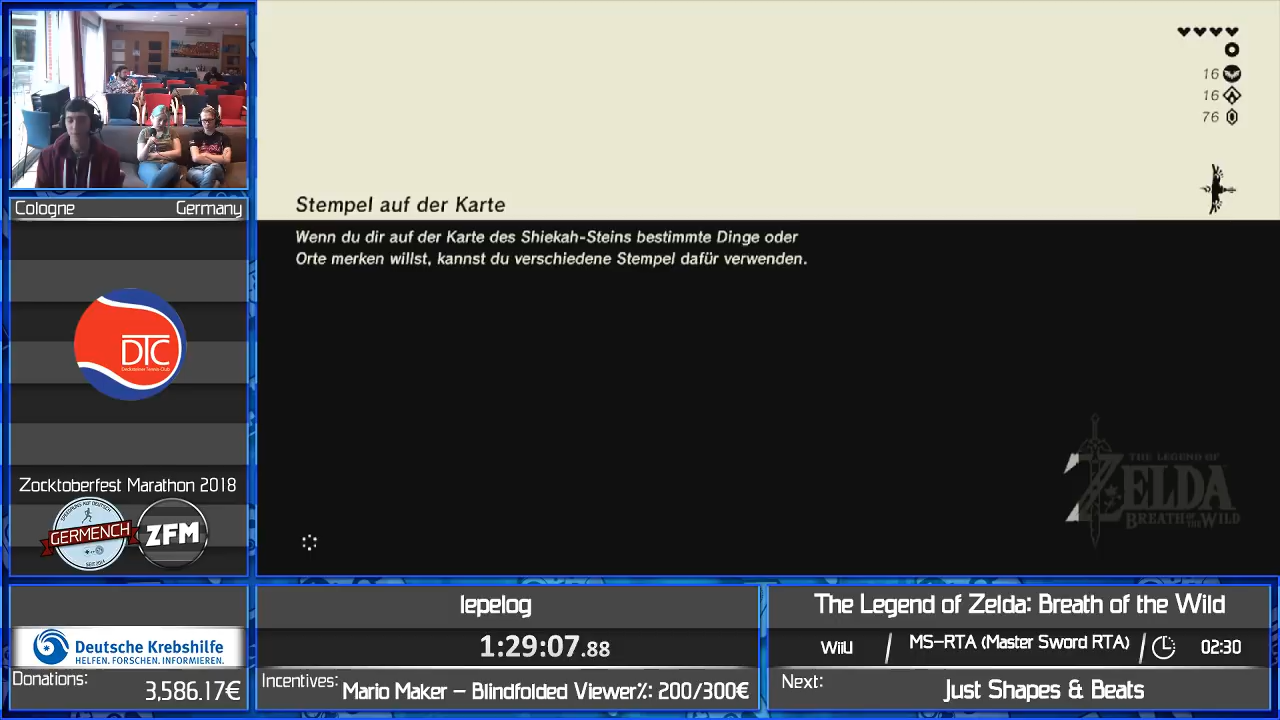 16
16
76
Stempel auf der Karte
Wenn du dir auf der Karte des Shiekah-Steins bestimmte Dinge oder
Orte merken willst, kannst du verschiedene Stempel dafür verwenden.
THE LEGEND OF
ZELDA
BREATH OF THE WILD
Cologne
Germany
DTC
Zocktoberfest Marathon 2018
GERMENCH
ZFM
Deutsche Krebshilfe
HELFEN. FORSCHEN. INFORMIEREN.
Donations:
3,586.17€
lepelog
1:29:07.88
Incentives:
Mario Maker – Blindfolded Viewer%: 200/300€
The Legend of Zelda: Breath of the Wild
WiiU
MS-RTA (Master Sword RTA)
02:30
Next:
Just Shapes & Beats